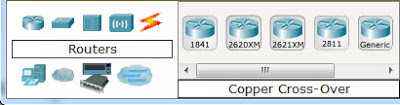 1841 2620XM 2621XM 2811 Generic
Routers
Copper Cross-Over